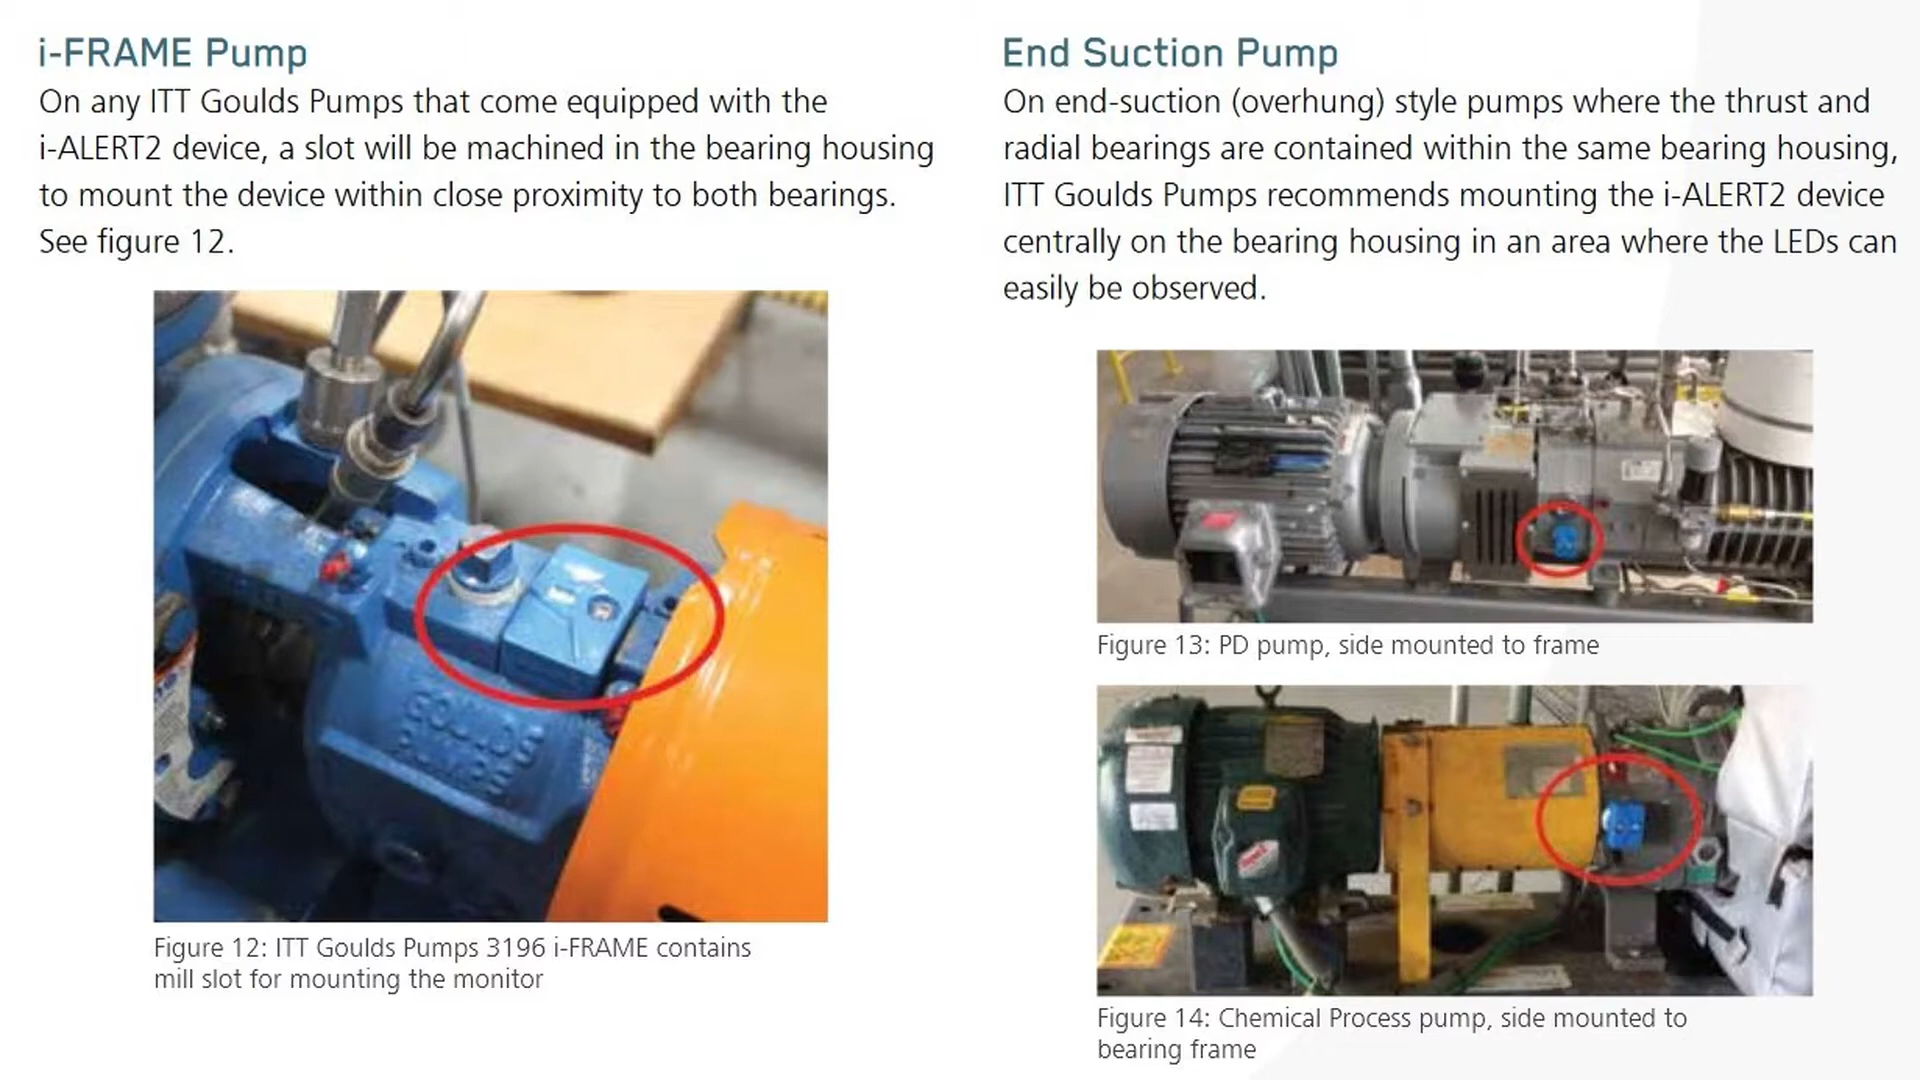 i-FRAME Pump
On any ITT Goulds Pumps that come equipped with the
i-ALERT2 device, a slot will be machined in the bearing housing
to mount the device within close proximity to both bearings.
See figure 12.
GOULDS
PUMPS
Figure 12: ITT Goulds Pumps 3196 i-FRAME contains
mill slot for mounting the monitor
End Suction Pump
On end-suction (overhung) style pumps where the thrust and
radial bearings are contained within the same bearing housing,
ITT Goulds Pumps recommends mounting the i-ALERT2 device
centrally on the bearing housing in an area where the LEDs can
easily be observed.
Figure 13: PD pump, side mounted to frame
Figure 14: Chemical Process pump, side mounted to
bearing frame